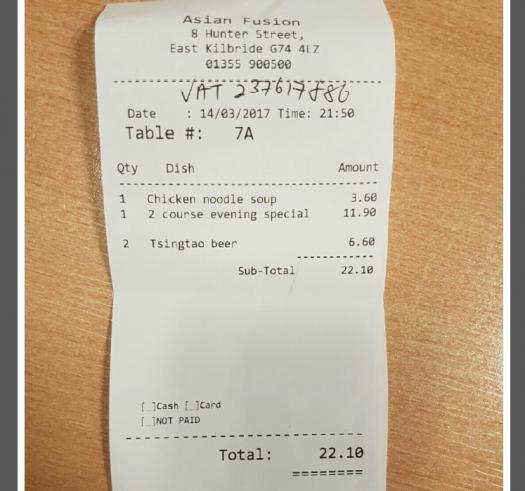 Asian Fusion
8 Hunter Street,
East Kilbride G74 4LZ
01355 900500
VAT 237617886
Date : 14/03/2017 Time: 21:50
Table #: 7A
Qty Dish Amount
1 Chicken noodle soup 3.60
1 2 course evening special 11.90
2 Tsingtao beer 6.60
Sub-Total 22.10
[_]Cash [_]Card
[_]NOT PAID
Total: 22.10